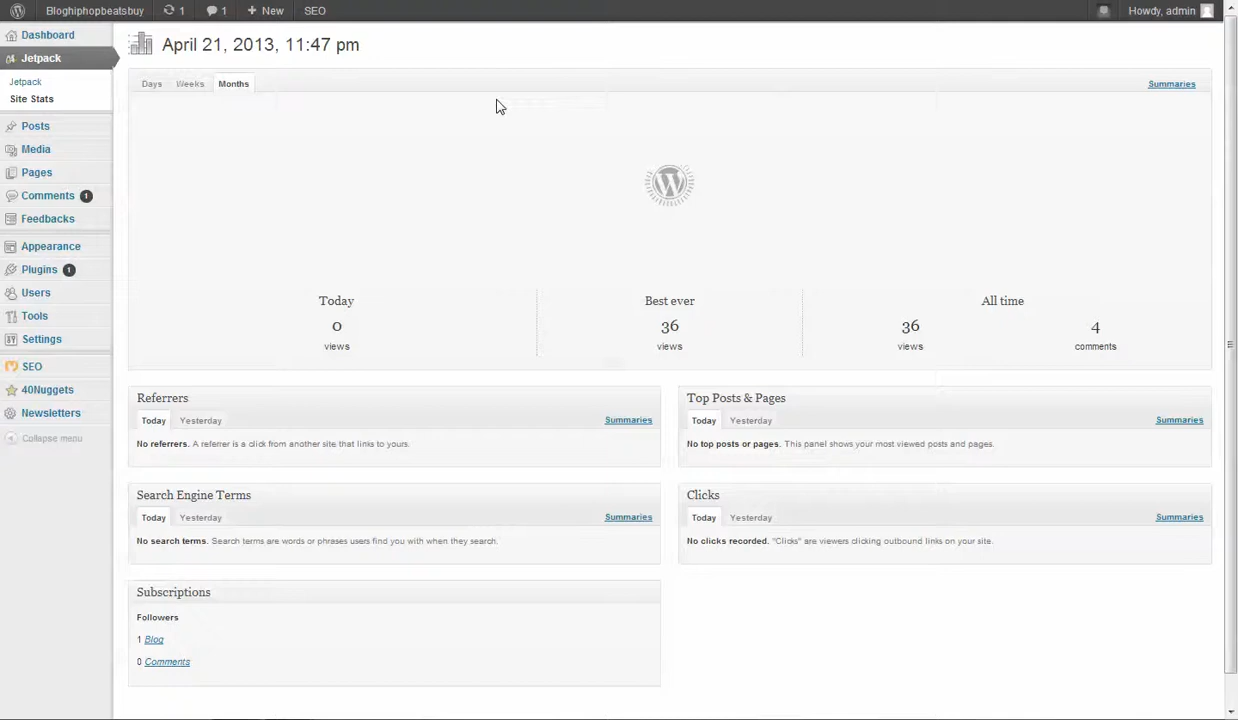 Bloghiphopbeatsbuy 1 1 + New SEO Howdy, admin
Dashboard
Jetpack
Jetpack
Site Stats
Posts
Media
Pages
Comments 1
Feedbacks
Appearance
Plugins 1
Users
Tools
Settings
SEO
40Nuggets
Newsletters
Collapse menu
April 21, 2013, 11:47 pm
Days Weeks Months Summaries
Today Best ever All time
0 36 36 4
views views views comments
Referrers
Today Yesterday Summaries
No referrers. A referrer is a click from another site that links to yours.
Top Posts & Pages
Today Yesterday Summaries
No top posts or pages. This panel shows your most viewed posts and pages.
Search Engine Terms
Today Yesterday Summaries
No search terms. Search terms are words or phrases users find you with when they search.
Clicks
Today Yesterday Summaries
No clicks recorded. "Clicks" are viewers clicking outbound links on your site.
Subscriptions
Followers
1 Blog
0 Comments